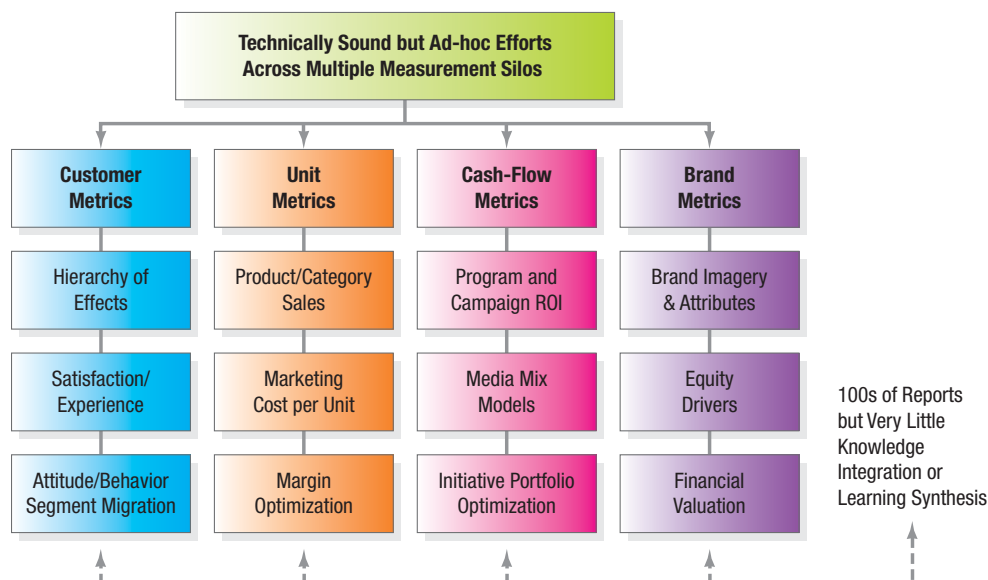 Technically Sound but Ad-hoc Efforts
Across Multiple Measurement Silos
Customer
Metrics
Hierarchy of
Effects
Satisfaction/
Experience
Attitude/Behavior
Segment Migration
Unit
Metrics
Product/Category
Sales
Marketing
Cost per Unit
Margin
Optimization
Cash-Flow
Metrics
Program and
Campaign ROI
Media Mix
Models
Initiative Portfolio
Optimization
Brand
Metrics
Brand Imagery
& Attributes
Equity
Drivers
Financial
Valuation
100s of Reports
but Very Little
Knowledge
Integration or
Learning Synthesis